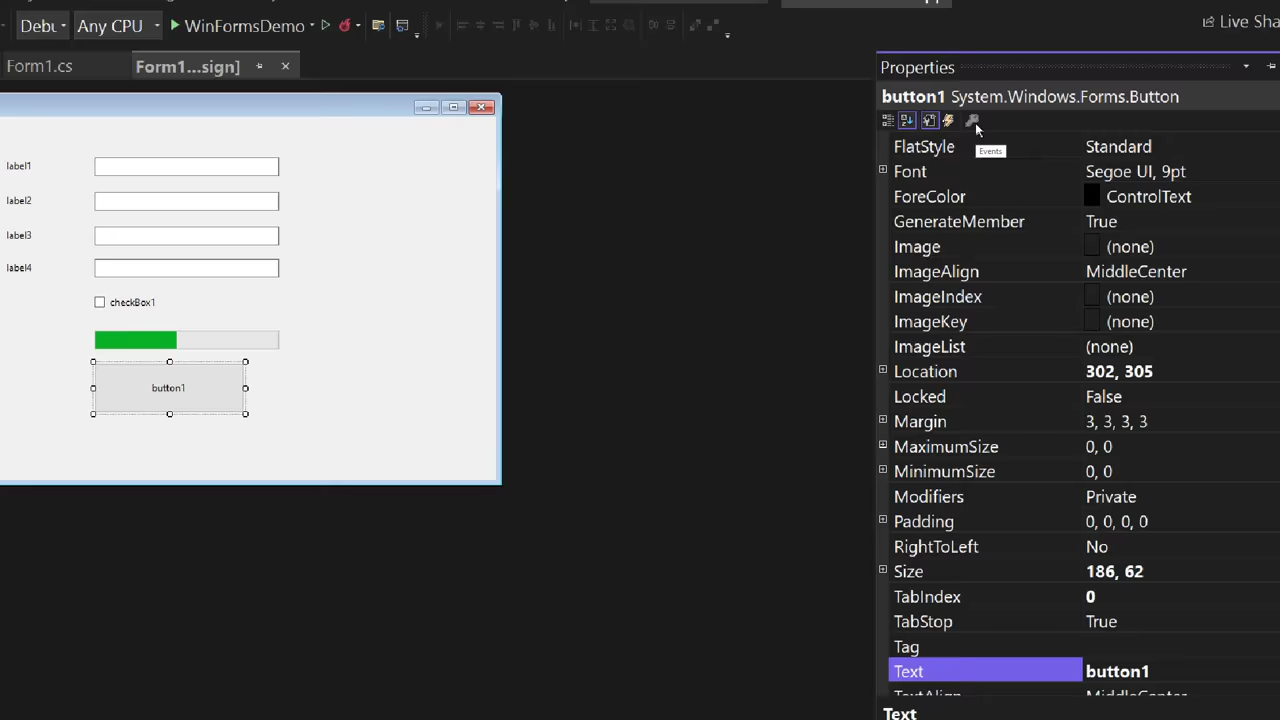 Debu Any CPU WinFormsDemo
Live Share
Form1.cs Form1...sign]
Properties
button1 System.Windows.Forms.Button
Events
label1
label2
label3
label4
checkBox1
button1
FlatStyle Standard
Font Segoe UI, 9pt
ForeColor ControlText
GenerateMember True
Image (none)
ImageAlign MiddleCenter
ImageIndex (none)
ImageKey (none)
ImageList (none)
Location 302, 305
Locked False
Margin 3, 3, 3, 3
MaximumSize 0, 0
MinimumSize 0, 0
Modifiers Private
Padding 0, 0, 0, 0
RightToLeft No
Size 186, 62
TabIndex 0
TabStop True
Tag
Text button1
TextAlign MiddleCenter
Text